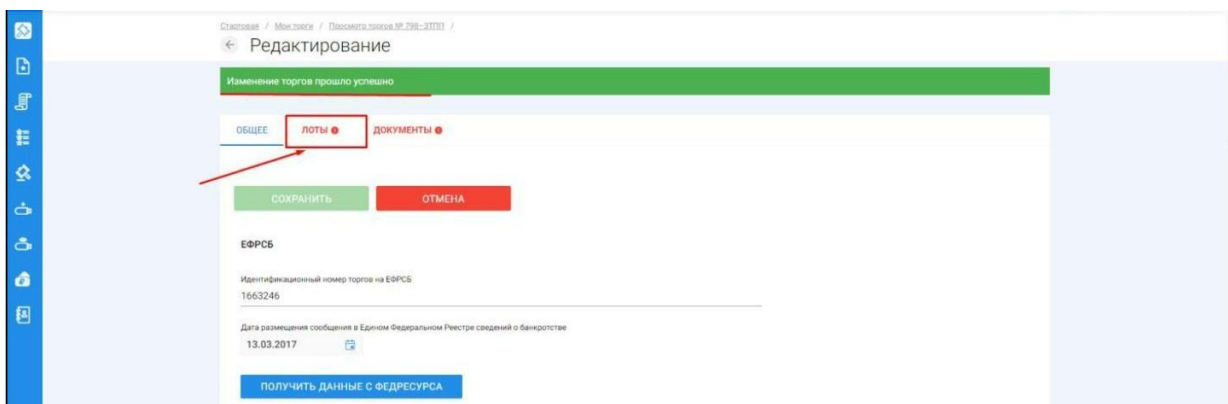 Стартовая / Мои торги / Просмотр торгов № 798-ЭТПП /
Редактирование
Изменение торгов прошло успешно
ОБЩЕЕ ЛОТЫ ДОКУМЕНТЫ
СОХРАНИТЬ ОТМЕНА
ЕФРСБ
Идентификационный номер торгов на ЕФРСБ
1663246
Дата размещения сообщения в Едином Федеральном Реестре сведений о банкротстве
13.03.2017
ПОЛУЧИТЬ ДАННЫЕ С ФЕДРЕСУРСА